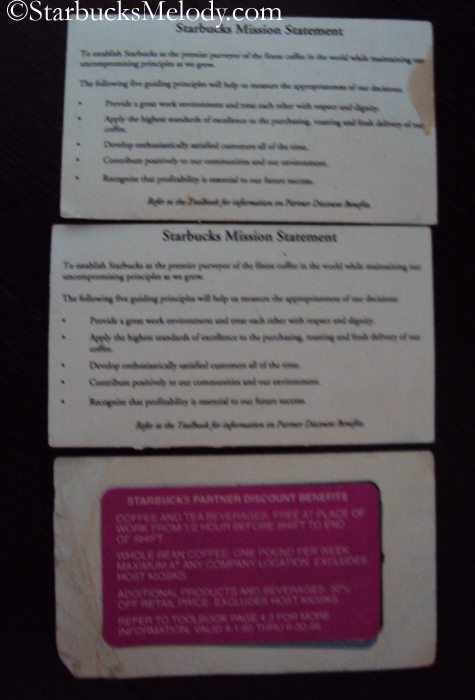 ©StarbucksMelody.com
Starbucks Mission Statement
To establish Starbucks as the premier purveyor of the finest coffee in the world while maintaining our
uncompromising principles as we grow.
The following five guiding principles will help us measure the appropriateness of our decisions.
• Provide a great work environment and treat each other with respect and dignity.
• Apply the highest standards of excellence to the purchasing, roasting and fresh delivery of our
coffee.
• Develop enthusiastically satisfied customers all of the time.
• Contribute positively to our communities and our environment.
• Recognize that profitability is essential to our future success.
Refer to the Toolbook for information on Partner Discount Benefits.
Starbucks Mission Statement
To establish Starbucks as the premier purveyor of the finest coffee in the world while maintaining our
uncompromising principles as we grow.
The following five guiding principles will help us measure the appropriateness of our decisions:
• Provide a great work environment and treat each other with respect and dignity.
• Apply the highest standards of excellence to the purchasing, roasting and fresh delivery of our
coffee.
• Develop enthusiastically satisfied customers all of the time.
• Contribute positively to our communities and our environment.
• Recognize that profitability is essential to our future success.
Refer to the Toolbook for information on Partner Discount Benefits.
STARBUCKS PARTNER DISCOUNT BENEFITS
COFFEE AND TEA BEVERAGES: FREE AT PLACE OF
WORK FROM 1/2 HOUR BEFORE SHIFT TO END
OF SHIFT.
WHOLE BEAN COFFEE: ONE POUND PER WEEK
MAXIMUM AT ANY COMPANY LOCATION. EXCLUDES
HOST KIOSKS.
ADDITIONAL PRODUCTS AND BEVERAGES: 30%
OFF RETAIL PRICE. EXCLUDES HOST KIOSKS.
REFER TO TOOLBOOK PAGE 4.3 FOR MORE
INFORMATION. VALID 4-1-95 THRU